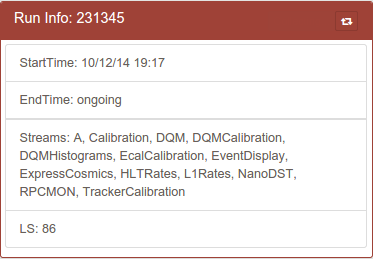 Run Info: 231345
StartTime: 10/12/14 19:17
EndTime: ongoing
Streams: A, Calibration, DQM, DQMCalibration,
DQMHistograms, EcalCalibration, EventDisplay,
ExpressCosmics, HLTRates, L1Rates, NanoDST,
RPCMON, TrackerCalibration
LS: 86